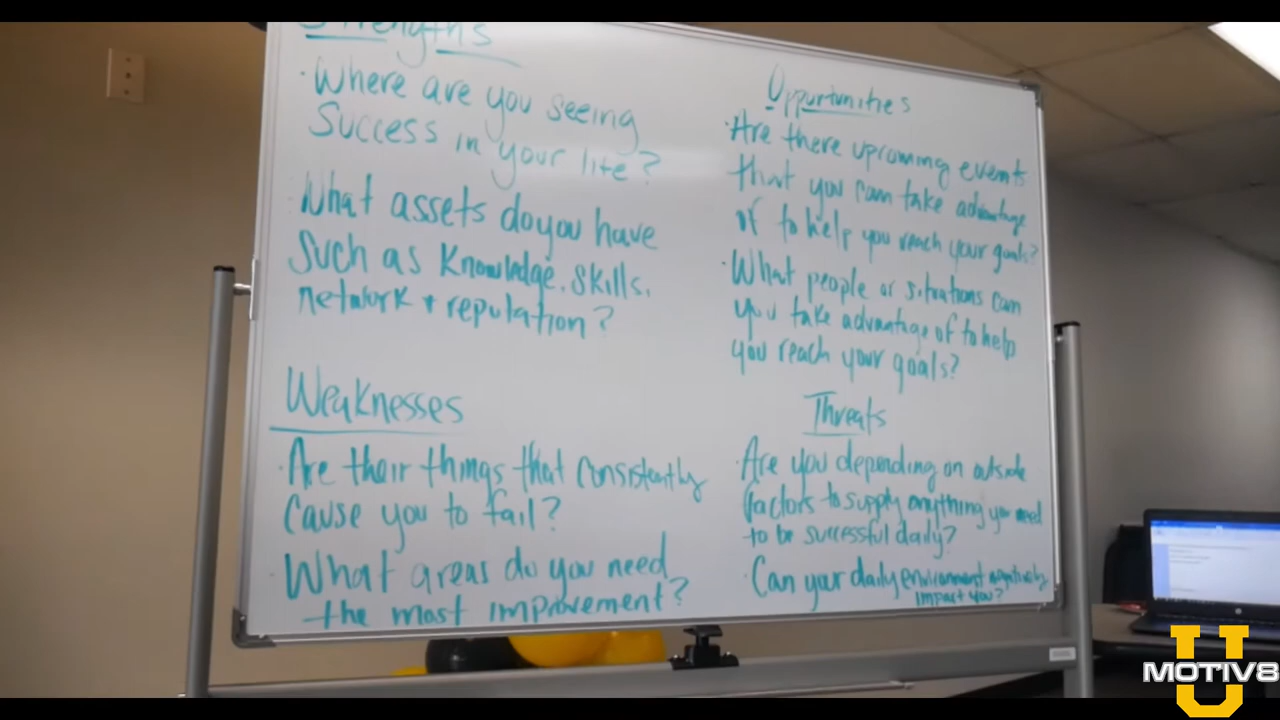 Strengths
· Where are you seeing
Success in your life?
· What assets do you have
Such as Knowledge, Skills,
network + reputation?
Weaknesses
· Are their things that consistently
cause you to fail?
· What areas do you need
the most improvement?
Oppurtunities
· Are there upcoming events
that you can take advantage
of to help you reach your goals?
· What people or situations can
you take advantage of to help
you reach your goals?
Threats
· Are you depending on outside
factors to supply anything you need
to be successful daily?
· Can your daily environment negatively
impact you?
U
MOTIV8